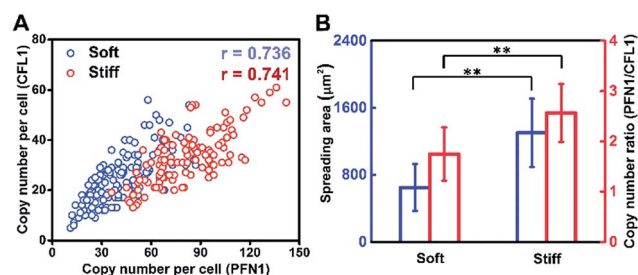 A
Copy number per cell (CFL1)
80
60
40
20
0
Soft
Stiff
r = 0.736
r = 0.741
0
30
60
90
120
150
Copy number per cell (PFN1)
B
Spreading area (μm²)
2400
1600
800
0
**
**
Soft
Stiff
4
3
2
1
0
Copy number ratio (PFN1/CFL1)